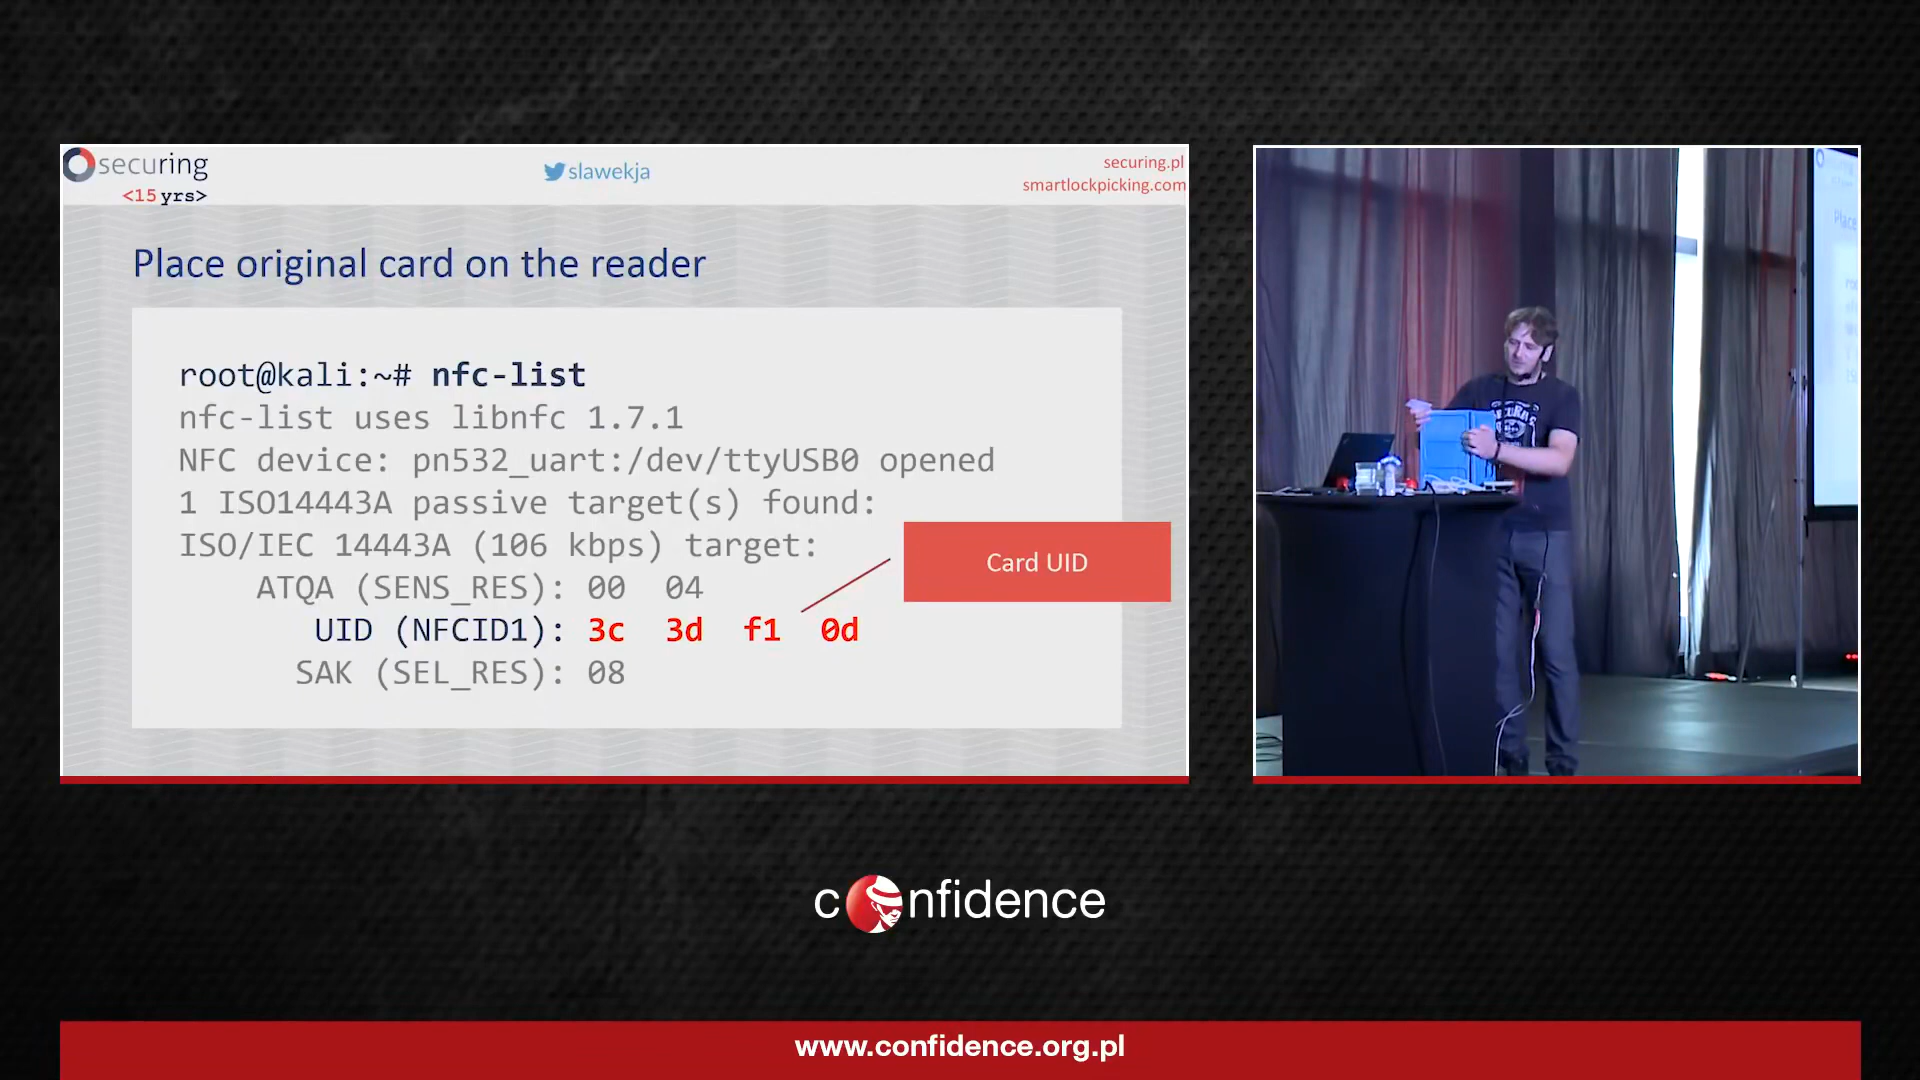 securing
<15 yrs>
slawekja
securing.pl
smartlockpicking.com
Place original card on the reader
root@kali:~# nfc-list
nfc-list uses libnfc 1.7.1
NFC device: pn532_uart:/dev/ttyUSB0 opened
1 ISO14443A passive target(s) found:
ISO/IEC 14443A (106 kbps) target:
ATQA (SENS_RES): 00 04
UID (NFCID1): 3c 3d f1 0d
SAK (SEL_RES): 08
Card UID
confidence
www.confidence.org.pl